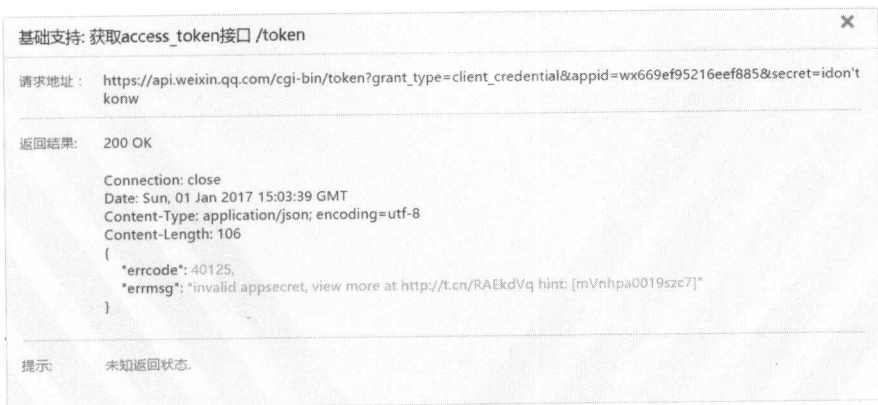 基础支持: 获取access_token接口 /token
×
请求地址： https://api.weixin.qq.com/cgi-bin/token?grant_type=client_credential&appid=wx669ef95216eef885&secret=idon't
konw
返回结果: 200 OK
Connection: close
Date: Sun, 01 Jan 2017 15:03:39 GMT
Content-Type: application/json; encoding=utf-8
Content-Length: 106
{
"errcode": 40125,
"errmsg": "invalid appsecret, view more at http://t.cn/RAEkdVq hint: [mVnhpa0019szc7]"
}
提示: 未知返回状态.